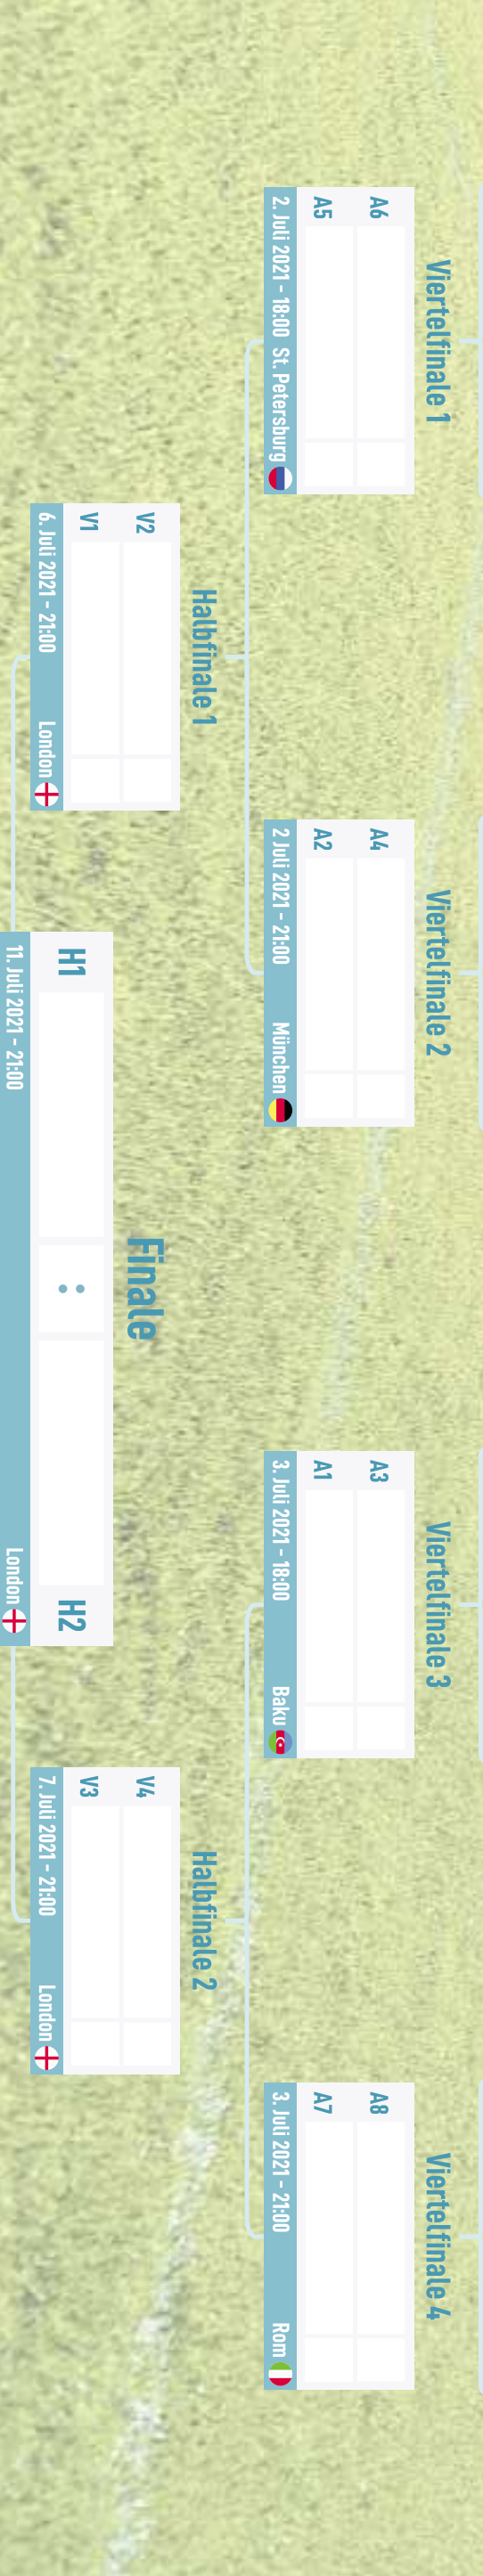 Viertelfinale 1
A6
A5
2. Juli 2021 - 18:00 St. Petersburg
Viertelfinale 2
A4
A2
2 Juli 2021 - 21:00 München
Viertelfinale 3
A3
A1
3. Juli 2021 - 18:00 Baku
Viertelfinale 4
A8
A7
3. Juli 2021 - 21:00 Rom
Halbfinale 1
V2
V1
6. Juli 2021 - 21:00 London
Halbfinale 2
V4
V3
7. Juli 2021 - 21:00 London
Finale
H1 : H2
11. Juli 2021 - 21:00 London